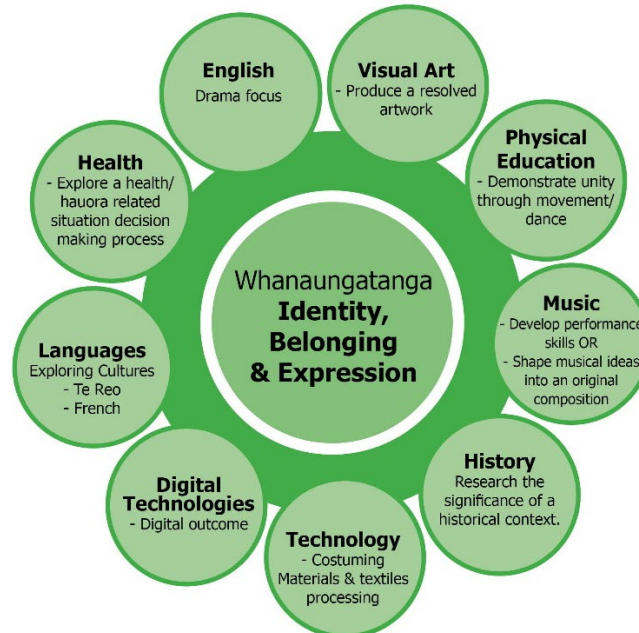 English
Drama focus
Visual Art
- Produce a resolved
artwork
Physical
Education
- Demonstrate unity
through movement/
dance
Music
- Develop performance
skills OR
- Shape musical ideas
into an original
composition
History
Research the
significance of a
historical context.
Technology
- Costuming
Materials & textiles
processing
Digital
Technologies
- Digital outcome
Languages
Exploring Cultures
- Te Reo
- French
Health
- Explore a health/
hauora related
situation decision
making process
Whanaungatanga
Identity,
Belonging
& Expression